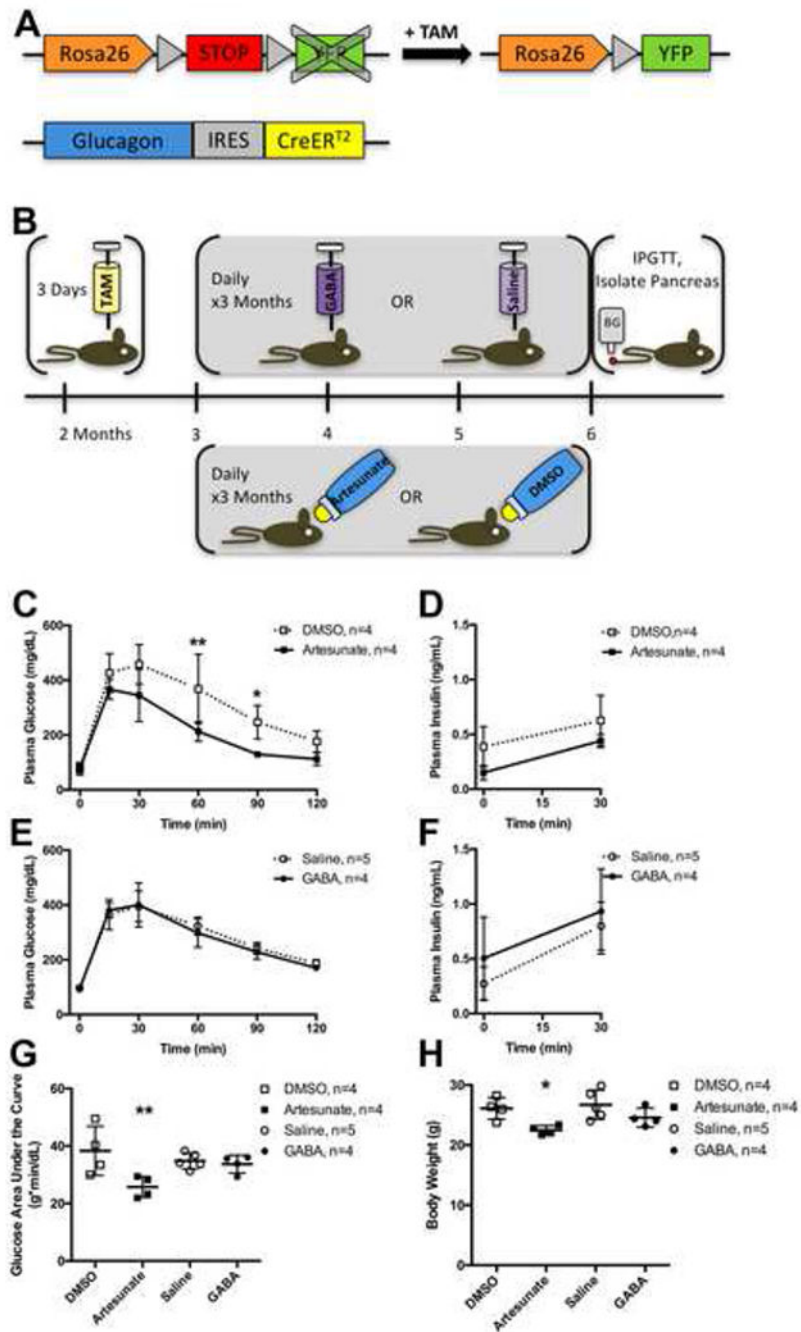 A
Rosa26 STOP YFP + TAM Rosa26 YFP
Glucagon IRES CreERT2
B
3 Days TAM
Daily
x3 Months
GABA OR Saline
IPGTT,
Isolate Pancreas
BG
2 Months 3 4 5 6
Daily
x3 Months
Artesunate OR DMSO
C
Plasma Glucose (mg/dL)
600
400
200
0
** *
DMSO, n=4
Artesunate, n=4
0 30 60 90 120
Time (min)
D
Plasma Insulin (ng/mL)
1.5
1.0
0.5
0.0
DMSO,n=4
Artesunate, n=4
0 15 30
Time (min)
E
Plasma Glucose (mg/dL)
600
400
200
0
Saline, n=5
GABA, n=4
0 30 60 90 120
Time (min)
F
Plasma Insulin (ng/mL)
1.5
1.0
0.5
0.0
Saline, n=5
GABA, n=4
0 15 30
Time (min)
G
Glucose Area Under the Curve
(g*min/dL)
60
40
20
0
**
DMSO, n=4
Artesunate, n=4
Saline, n=5
GABA, n=4
DMSO Artesunate Saline GABA
H
Body Weight (g)
30
20
10
0
*
DMSO, n=4
Artesunate, n=4
Saline, n=5
GABA, n=4
DMSO Artesunate Saline GABA